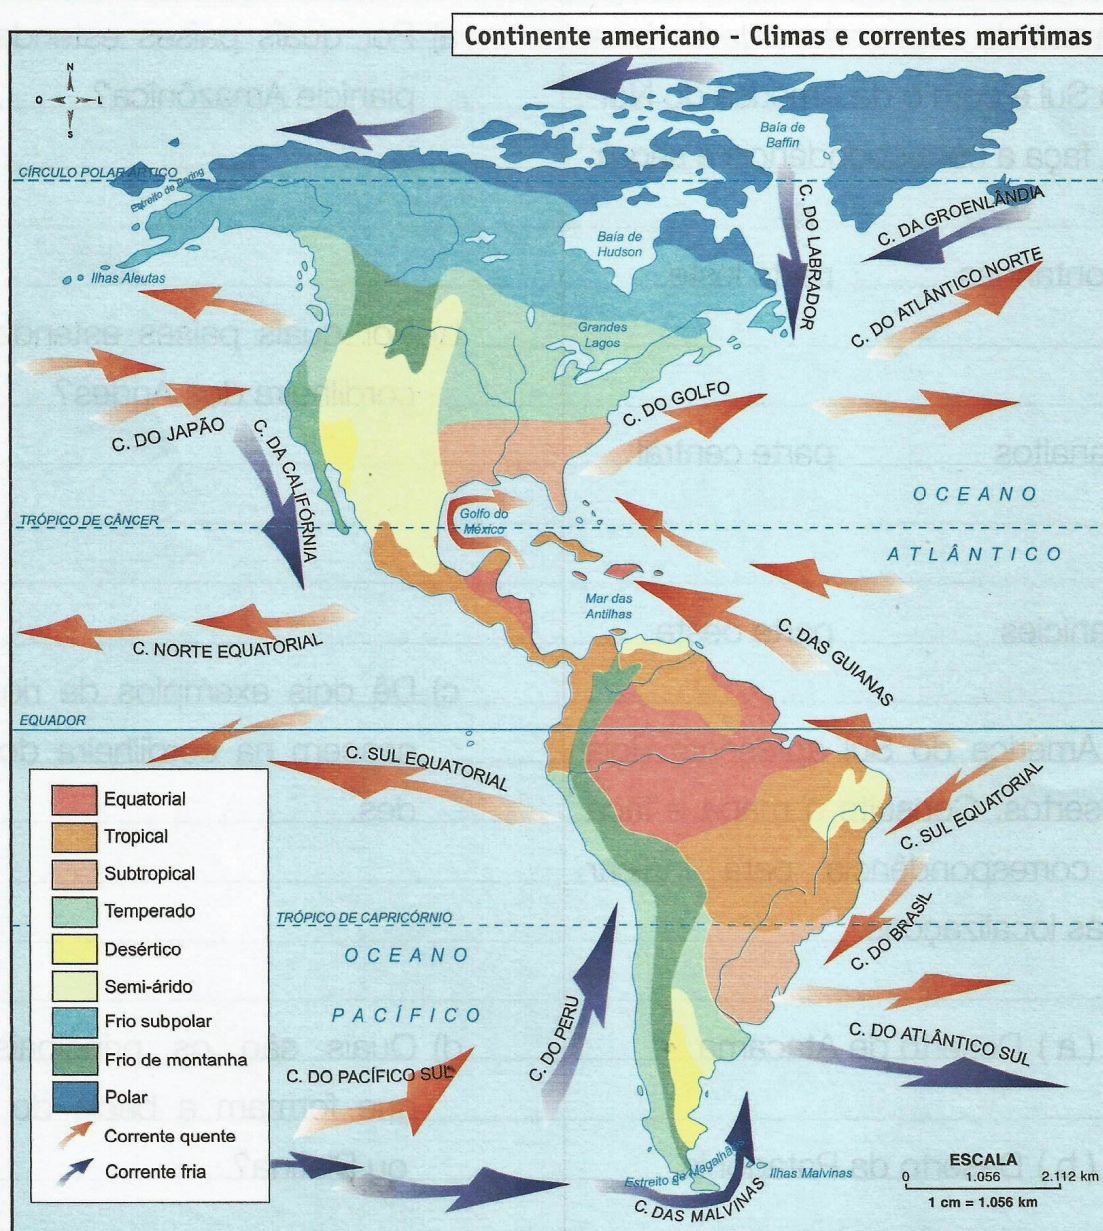 Continente americano - Climas e correntes marítimas
N
O
L
S
Baía de
Baffin
CÍRCULO POLAR ÁRTICO
Estreito de Bering
C. DO LABRADOR
C. DA GROENLÂNDIA
Baía de
Hudson
Ilhas Aleutas
C. DO ATLÂNTICO NORTE
Grandes
Lagos
C. DO GOLFO
C. DO JAPÃO
C. DA CALIFÓRNIA
OCEANO
ATLÂNTICO
TRÓPICO DE CÂNCER
Golfo do
México
Mar das
Antilhas
C. DAS GUIANAS
C. NORTE EQUATORIAL
EQUADOR
C. SUL EQUATORIAL
C. SUL EQUATORIAL
Equatorial
Tropical
Subtropical
Temperado
Desértico
Semi-árido
Frio subpolar
Frio de montanha
Polar
Corrente quente
Corrente fria
TRÓPICO DE CAPRICÓRNIO
OCEANO
PACÍFICO
C. DO BRASIL
C. DO PERU
C. DO PACÍFICO SUL
C. DO ATLÂNTICO SUL
Estreito de Magalhães
Ilhas Malvinas
C. DAS MALVINAS
ESCALA
0 1.056 2.112 km
1 cm = 1.056 km